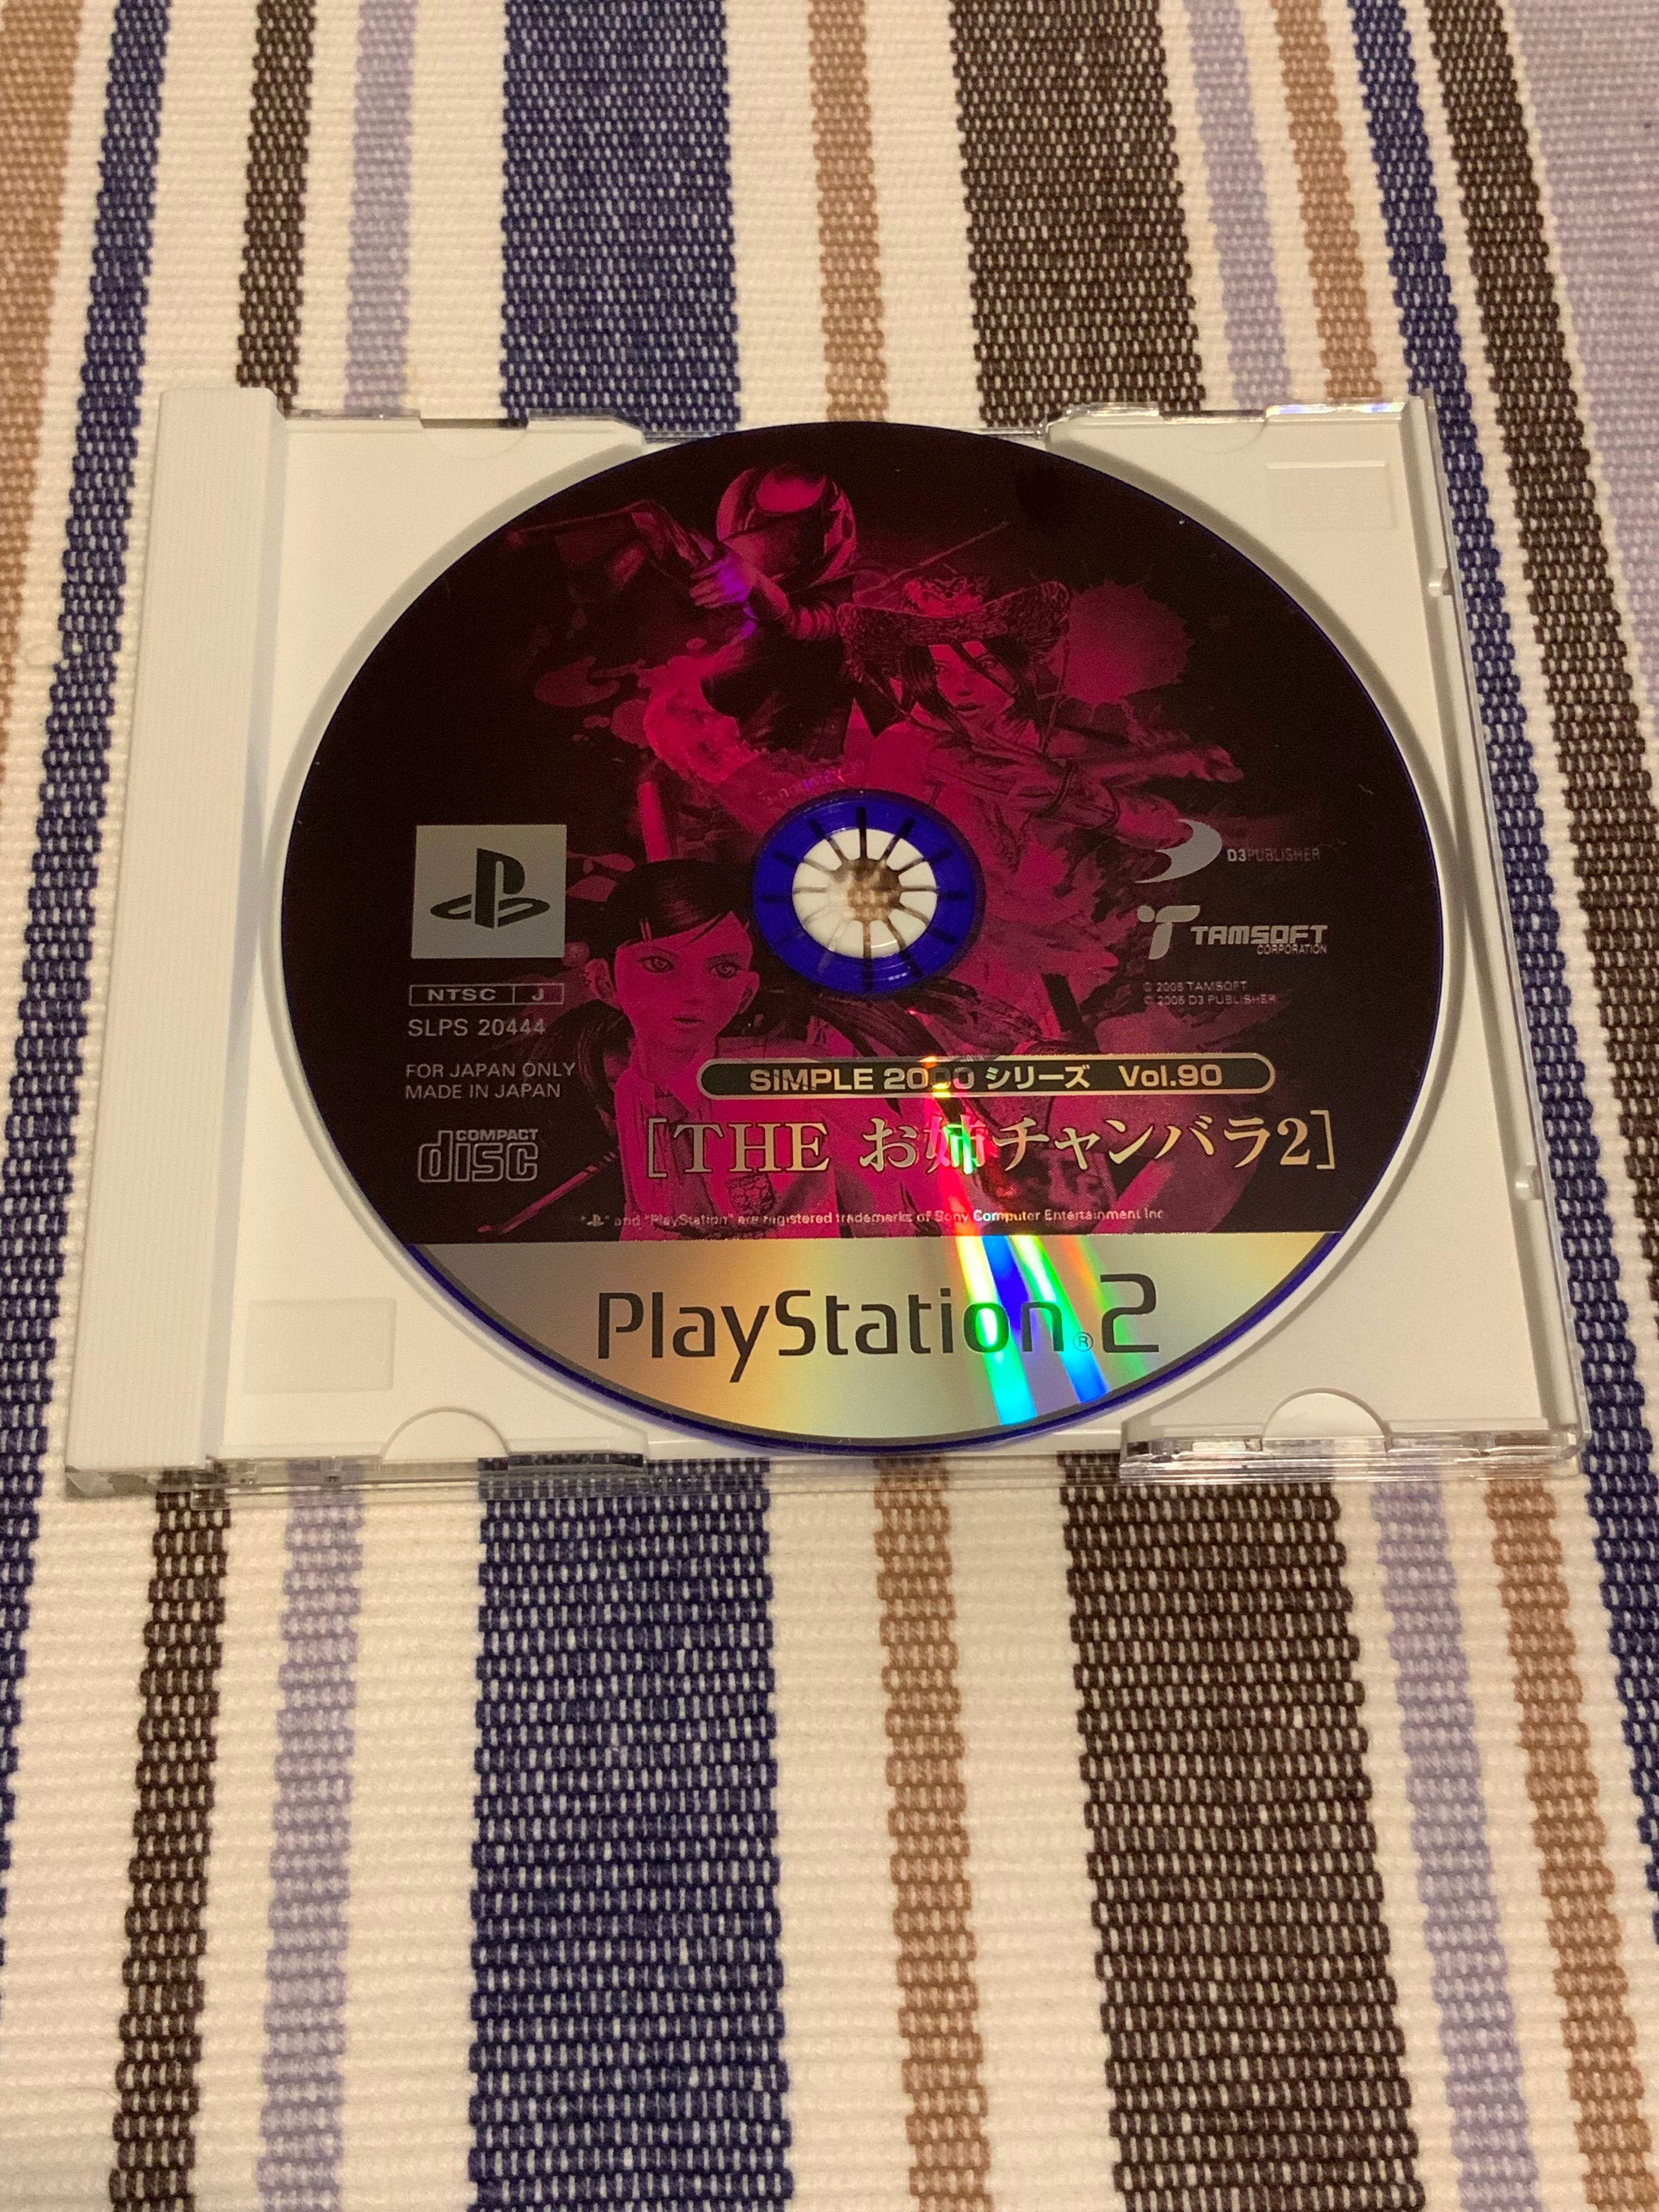 D3PUBLISHER
TAMSOFT
CORPORATION
NTSC J
© 2005 TAMSOFT
© 2005 D3 PUBLISHER
SLPS 20444
FOR JAPAN ONLY
MADE IN JAPAN
SIMPLE 2000 シリーズ Vol.90
COMPACT
disc
[THE お姉チャンバラ2]
" " and "PlayStation" are registered trademarks of Sony Computer Entertainment Inc
PlayStation®2